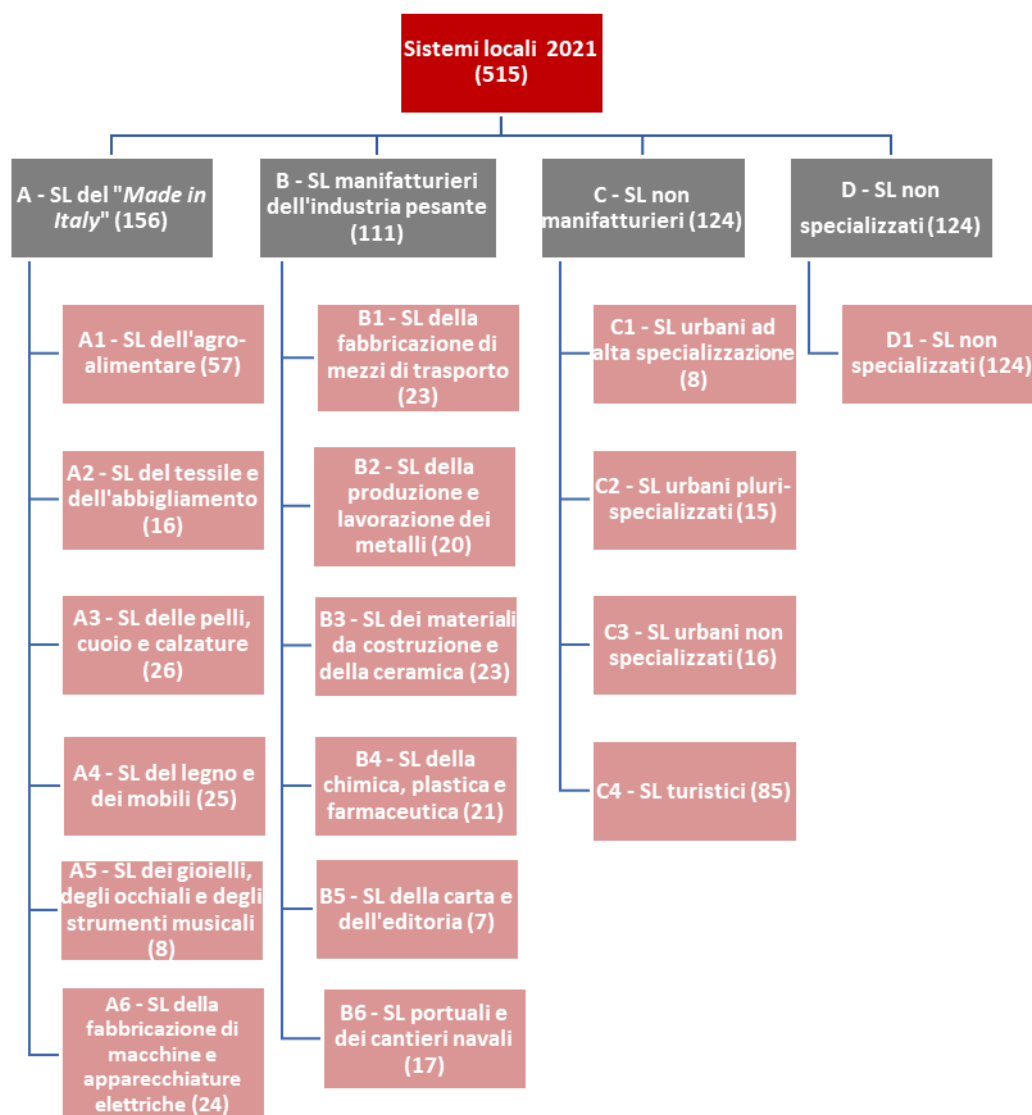 Sistemi locali 2021
(515)
A - SL del "Made in
Italy" (156)
B - SL manifatturieri
dell'industria pesante
(111)
C - SL non
manifatturieri (124)
D - SL non
specializzati (124)
A1 - SL dell'agro-
alimentare (57)
A2 - SL del tessile e
dell'abbigliamento
(16)
A3 - SL delle pelli,
cuoio e calzature
(26)
A4 - SL del legno e
dei mobili (25)
A5 - SL dei gioielli,
degli occhiali e degli
strumenti musicali
(8)
A6 - SL della
fabbricazione di
macchine e
apparecchiature
elettriche (24)
B1 - SL della
fabbricazione di
mezzi di trasporto
(23)
B2 - SL della
produzione e
lavorazione dei
metalli (20)
B3 - SL dei materiali
da costruzione e
della ceramica (23)
B4 - SL della
chimica, plastica e
farmaceutica (21)
B5 - SL della carta e
dell'editoria (7)
B6 - SL portuali e
dei cantieri navali
(17)
C1 - SL urbani ad
alta specializzazione
(8)
C2 - SL urbani pluri-
specializzati (15)
C3 - SL urbani non
specializzati (16)
C4 - SL turistici (85)
D1 - SL non
specializzati (124)